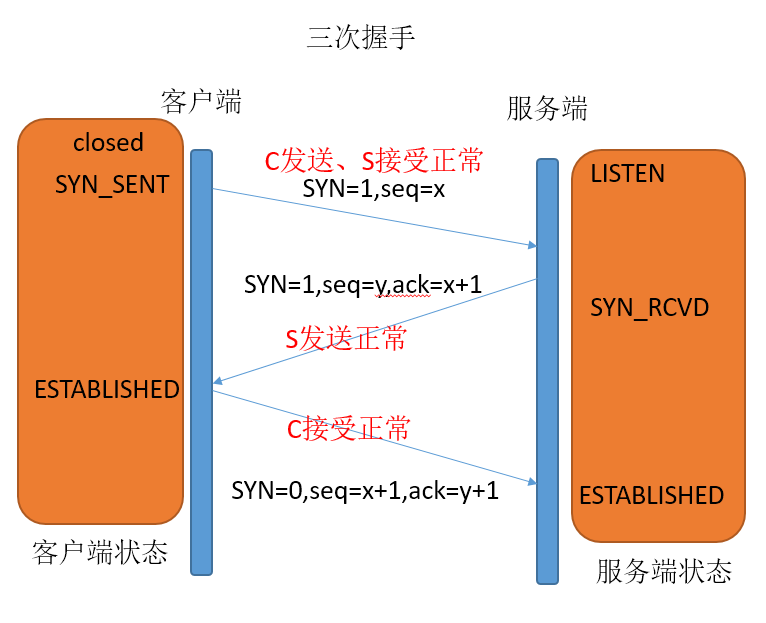 三次握手
客户端
服务端
closed
SYN_SENT
ESTABLISHED
客户端状态
C发送、S接受正常
SYN=1,seq=x
SYN=1,seq=y,ack=x+1
S发送正常
C接受正常
SYN=0,seq=x+1,ack=y+1
LISTEN
SYN_RCVD
ESTABLISHED
服务端状态